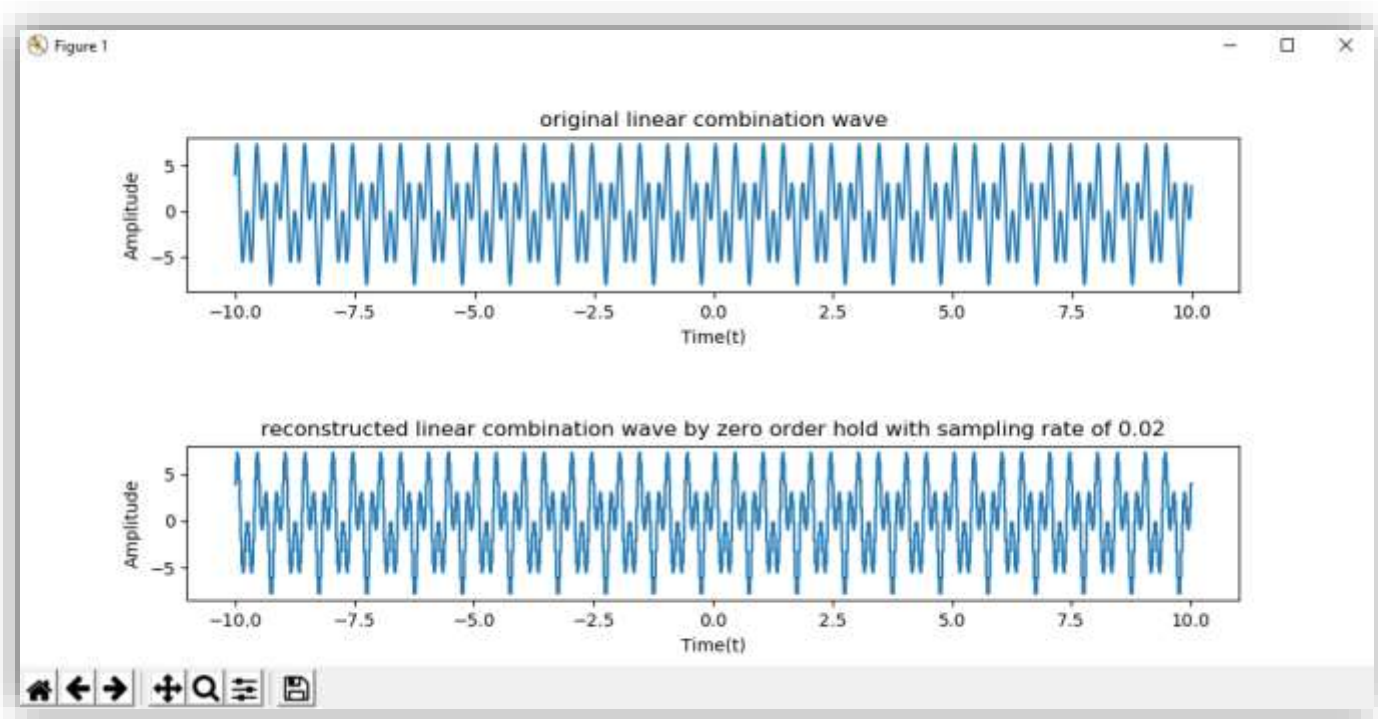 Figure 1
original linear combination wave
Amplitude
5
0
−5
−10.0 −7.5 −5.0 −2.5 0.0 2.5 5.0 7.5 10.0
Time(t)
reconstructed linear combination wave by zero order hold with sampling rate of 0.02
Amplitude
5
0
−5
−10.0 −7.5 −5.0 −2.5 0.0 2.5 5.0 7.5 10.0
Time(t)